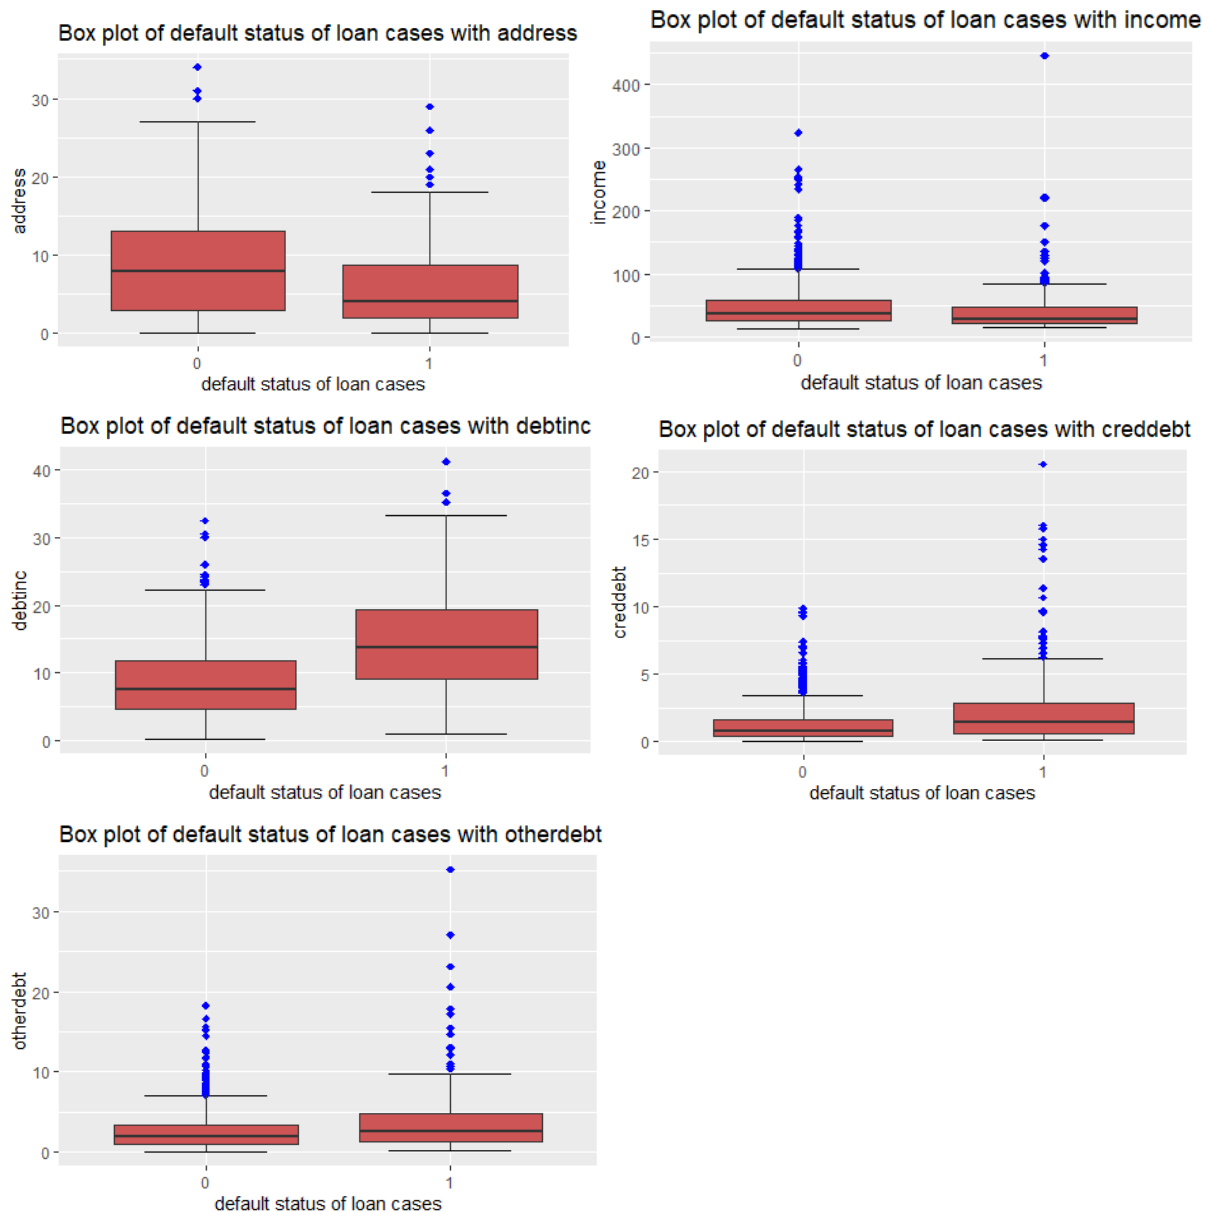 Box plot of default status of loan cases with address
address
30
20
10
0
0 1
default status of loan cases
Box plot of default status of loan cases with income
income
400
300
200
100
0
0 1
default status of loan cases
Box plot of default status of loan cases with debtinc
debtinc
40
30
20
10
0
0 1
default status of loan cases
Box plot of default status of loan cases with creddebt
creddebt
20
15
10
5
0
0 1
default status of loan cases
Box plot of default status of loan cases with otherdebt
otherdebt
30
20
10
0
0 1
default status of loan cases